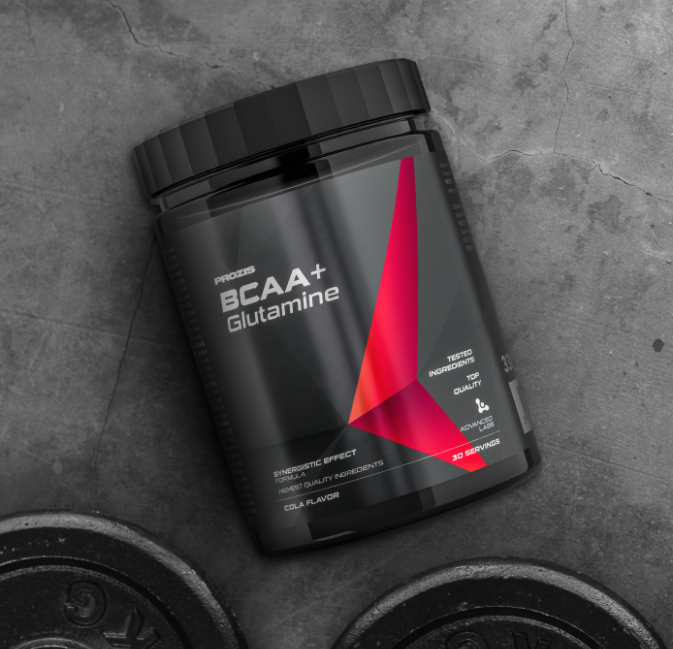 PROZIS
BCAA+
Glutamine
TESTED
INGREDIENTS
TOP
QUALITY
ADVANCED
LABS
30 SERVINGS
SYNERGISTIC EFFECT
FORMULA
HIGHEST QUALITY INGREDIENTS
COLA FLAVOR
KG